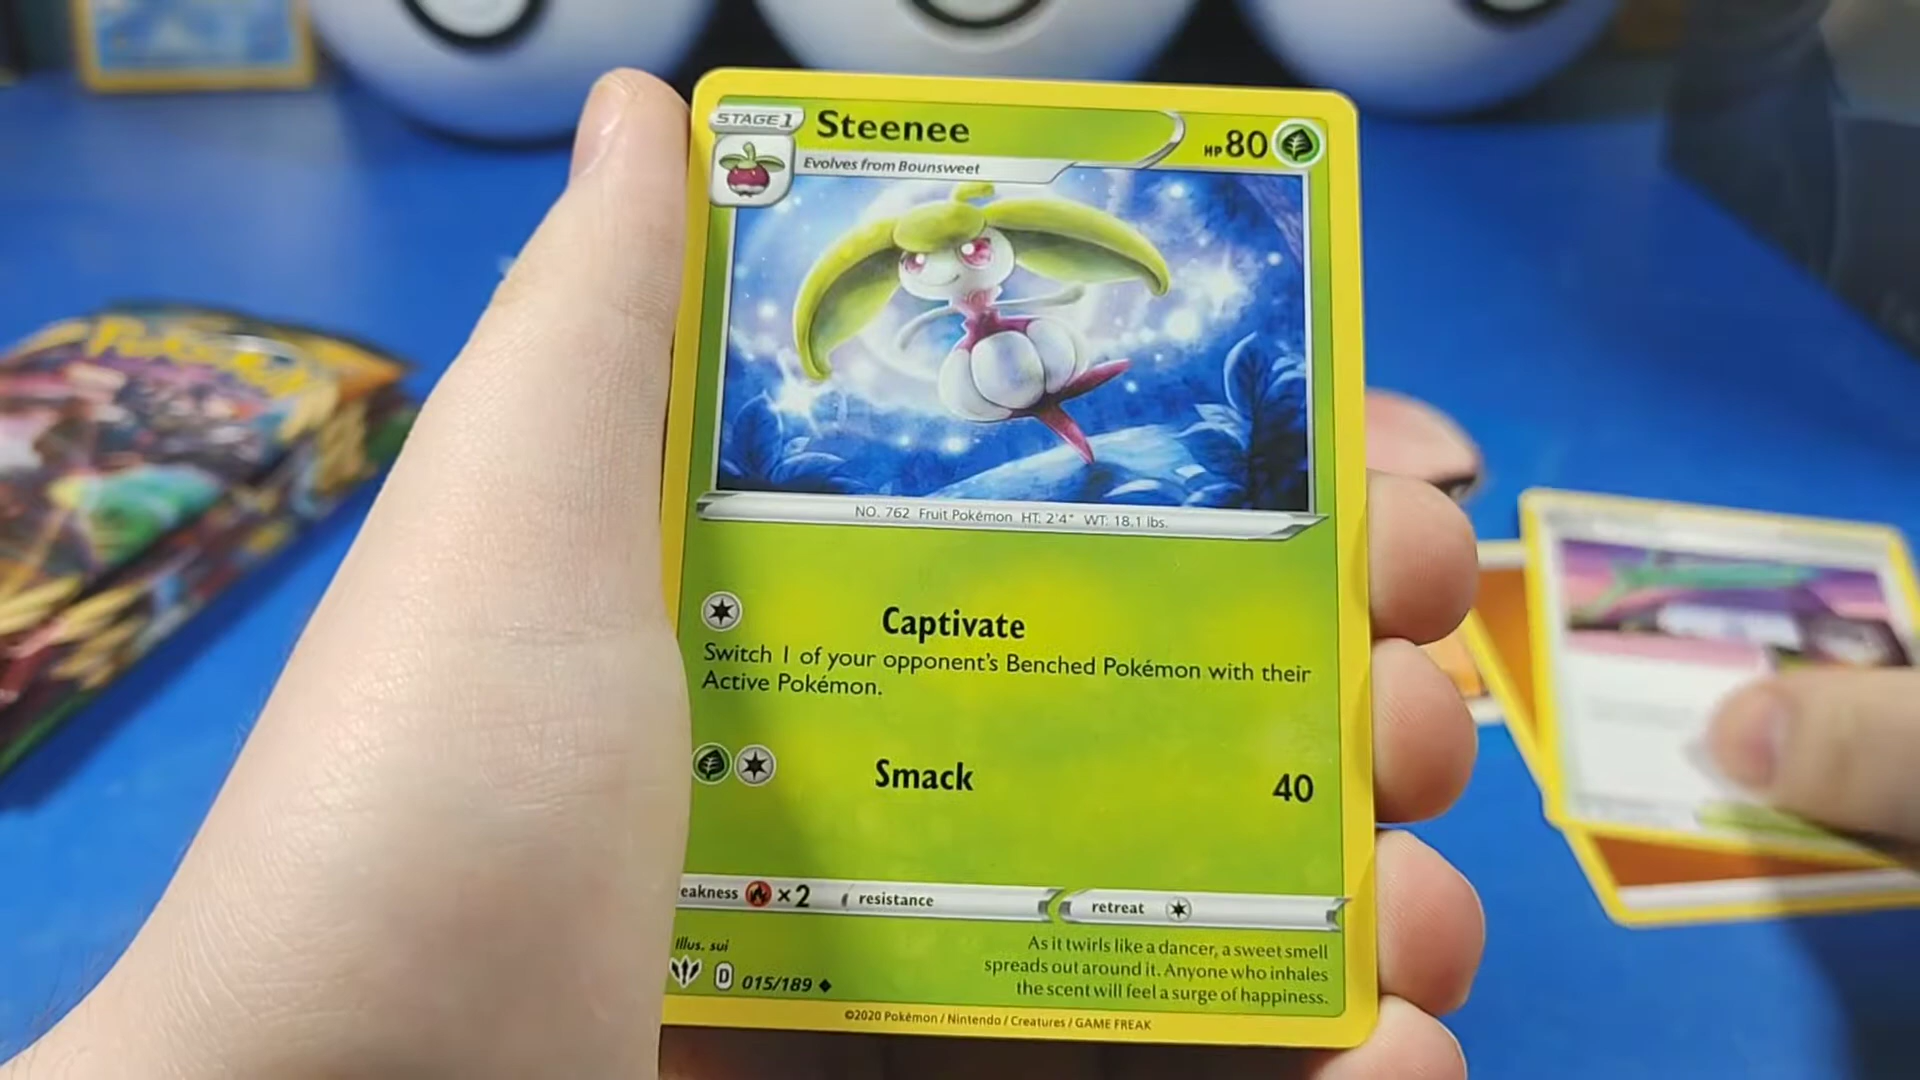 STAGE 1
Steenee
HP 80
Evolves from Bounsweet
NO. 762 Fruit Pokémon HT: 2'4" WT: 18.1 lbs.
Captivate
Switch 1 of your opponent's Benched Pokémon with their
Active Pokémon.
Smack 40
eakness ×2 resistance retreat
Illus. sui
D 015/189
As it twirls like a dancer, a sweet smell
spreads out around it. Anyone who inhales
the scent will feel a surge of happiness.
©2020 Pokémon / Nintendo / Creatures / GAME FREAK
POKéMON